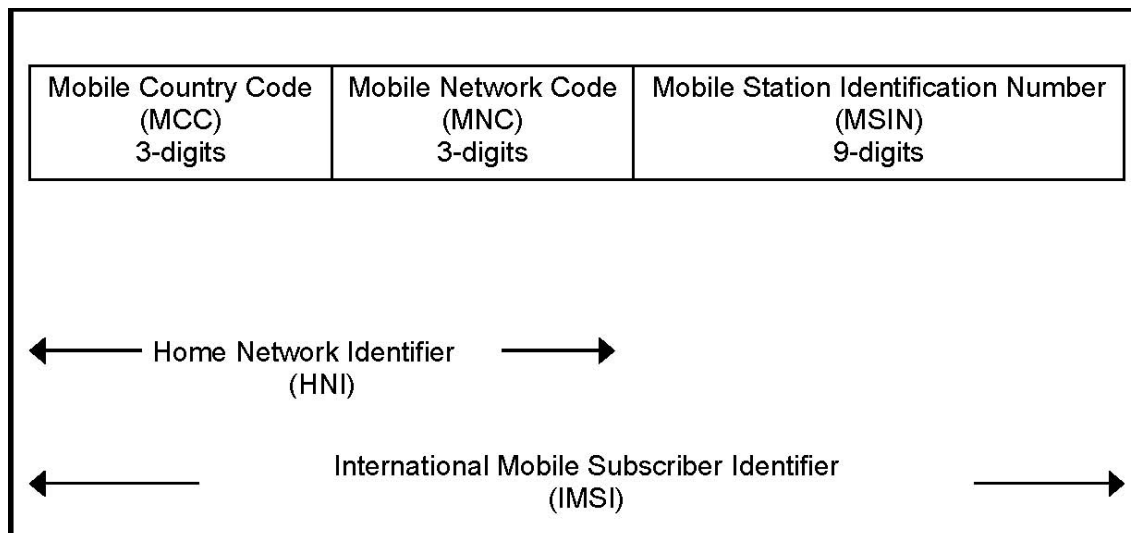 Mobile Country Code
(MCC)
3-digits
Mobile Network Code
(MNC)
3-digits
Mobile Station Identification Number
(MSIN)
9-digits
Home Network Identifier
(HNI)
International Mobile Subscriber Identifier
(IMSI)